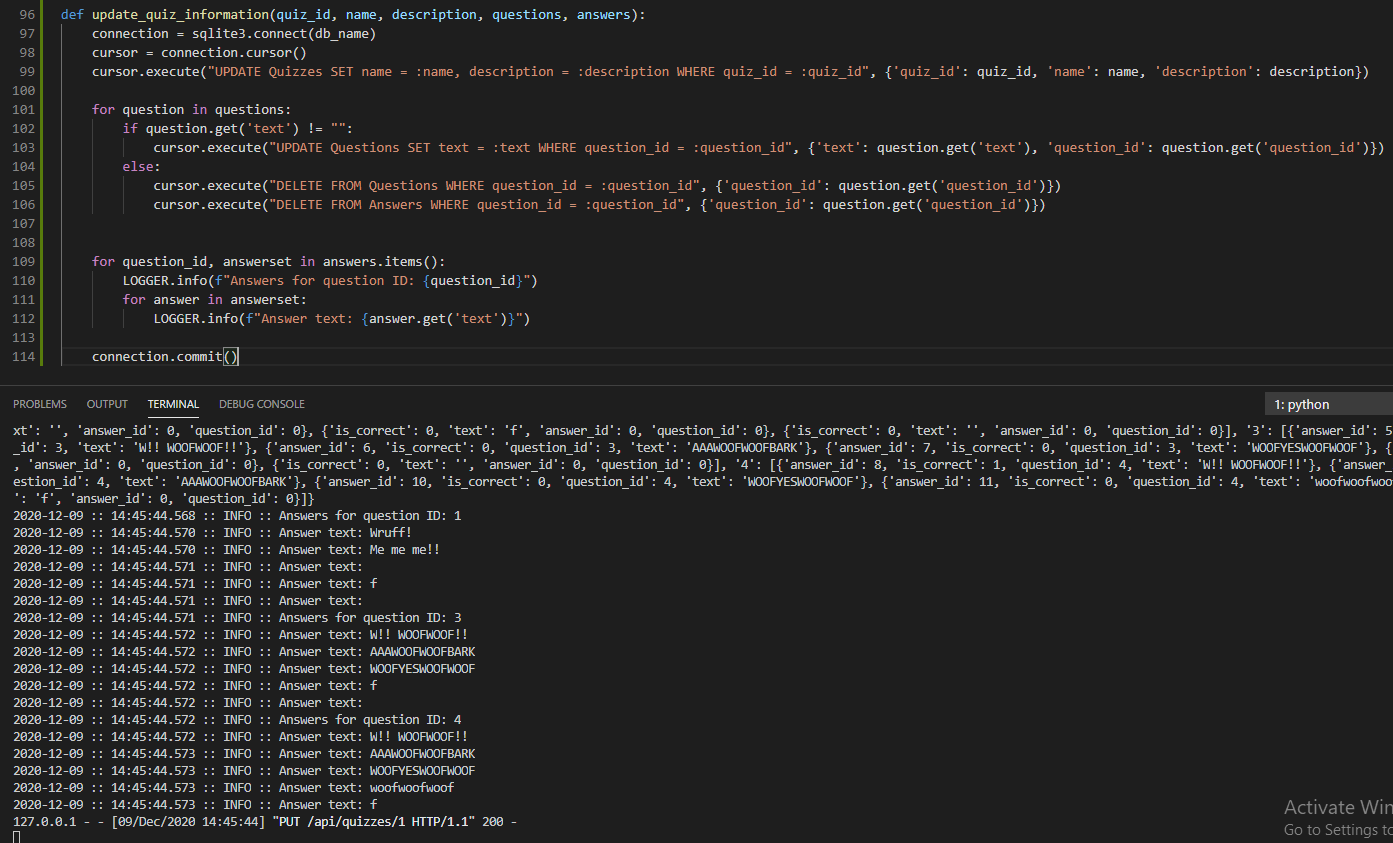 96 def update_quiz_information(quiz_id, name, description, questions, answers):
97 connection = sqlite3.connect(db_name)
98 cursor = connection.cursor()
99 cursor.execute("UPDATE Quizzes SET name = :name, description = :description WHERE quiz_id = :quiz_id", {'quiz_id': quiz_id, 'name': name, 'description': description})
100
101 for question in questions:
102 if question.get('text') != "":
103 cursor.execute("UPDATE Questions SET text = :text WHERE question_id = :question_id", {'text': question.get('text'), 'question_id': question.get('question_id')})
104 else:
105 cursor.execute("DELETE FROM Questions WHERE question_id = :question_id", {'question_id': question.get('question_id')})
106 cursor.execute("DELETE FROM Answers WHERE question_id = :question_id", {'question_id': question.get('question_id')})
107
108
109 for question_id, answerset in answers.items():
110 LOGGER.info(f"Answers for question ID: {question_id}")
111 for answer in answerset:
112 LOGGER.info(f"Answer text: {answer.get('text')}")
113
114 connection.commit()
PROBLEMS OUTPUT TERMINAL DEBUG CONSOLE 1: python
xt': '', 'answer_id': 0, 'question_id': 0}, {'is_correct': 0, 'text': 'f', 'answer_id': 0, 'question_id': 0}, {'is_correct': 0, 'text': '', 'answer_id': 0, 'question_id': 0}], '3': [{'answer_id': 5
_id': 3, 'text': 'W!! WOOFWOOF!!'}, {'answer_id': 6, 'is_correct': 0, 'question_id': 3, 'text': 'AAAWOOFWOOFBARK'}, {'answer_id': 7, 'is_correct': 0, 'question_id': 3, 'text': 'WOOFYESWOOFWOOF'}, {
, 'answer_id': 0, 'question_id': 0}, {'is_correct': 0, 'text': '', 'answer_id': 0, 'question_id': 0}], '4': [{'answer_id': 8, 'is_correct': 1, 'question_id': 4, 'text': 'W!! WOOFWOOF!!'}, {'answer_
estion_id': 4, 'text': 'AAAWOOFWOOFBARK'}, {'answer_id': 10, 'is_correct': 0, 'question_id': 4, 'text': 'WOOFYESWOOFWOOF'}, {'answer_id': 11, 'is_correct': 0, 'question_id': 4, 'text': 'woofwoofwoo
': 'f', 'answer_id': 0, 'question_id': 0}]}
2020-12-09 :: 14:45:44.568 :: INFO :: Answers for question ID: 1
2020-12-09 :: 14:45:44.570 :: INFO :: Answer text: Wruff!
2020-12-09 :: 14:45:44.570 :: INFO :: Answer text: Me me me!!
2020-12-09 :: 14:45:44.571 :: INFO :: Answer text:
2020-12-09 :: 14:45:44.571 :: INFO :: Answer text: f
2020-12-09 :: 14:45:44.571 :: INFO :: Answer text:
2020-12-09 :: 14:45:44.571 :: INFO :: Answers for question ID: 3
2020-12-09 :: 14:45:44.572 :: INFO :: Answer text: W!! WOOFWOOF!!
2020-12-09 :: 14:45:44.572 :: INFO :: Answer text: AAAWOOFWOOFBARK
2020-12-09 :: 14:45:44.572 :: INFO :: Answer text: WOOFYESWOOFWOOF
2020-12-09 :: 14:45:44.572 :: INFO :: Answer text: f
2020-12-09 :: 14:45:44.572 :: INFO :: Answer text:
2020-12-09 :: 14:45:44.572 :: INFO :: Answers for question ID: 4
2020-12-09 :: 14:45:44.572 :: INFO :: Answer text: W!! WOOFWOOF!!
2020-12-09 :: 14:45:44.573 :: INFO :: Answer text: AAAWOOFWOOFBARK
2020-12-09 :: 14:45:44.573 :: INFO :: Answer text: WOOFYESWOOFWOOF
2020-12-09 :: 14:45:44.573 :: INFO :: Answer text: woofwoofwoof
2020-12-09 :: 14:45:44.573 :: INFO :: Answer text: f
127.0.0.1 - - [09/Dec/2020 14:45:44] "PUT /api/quizzes/1 HTTP/1.1" 200 -
Activate Win
Go to Settings to